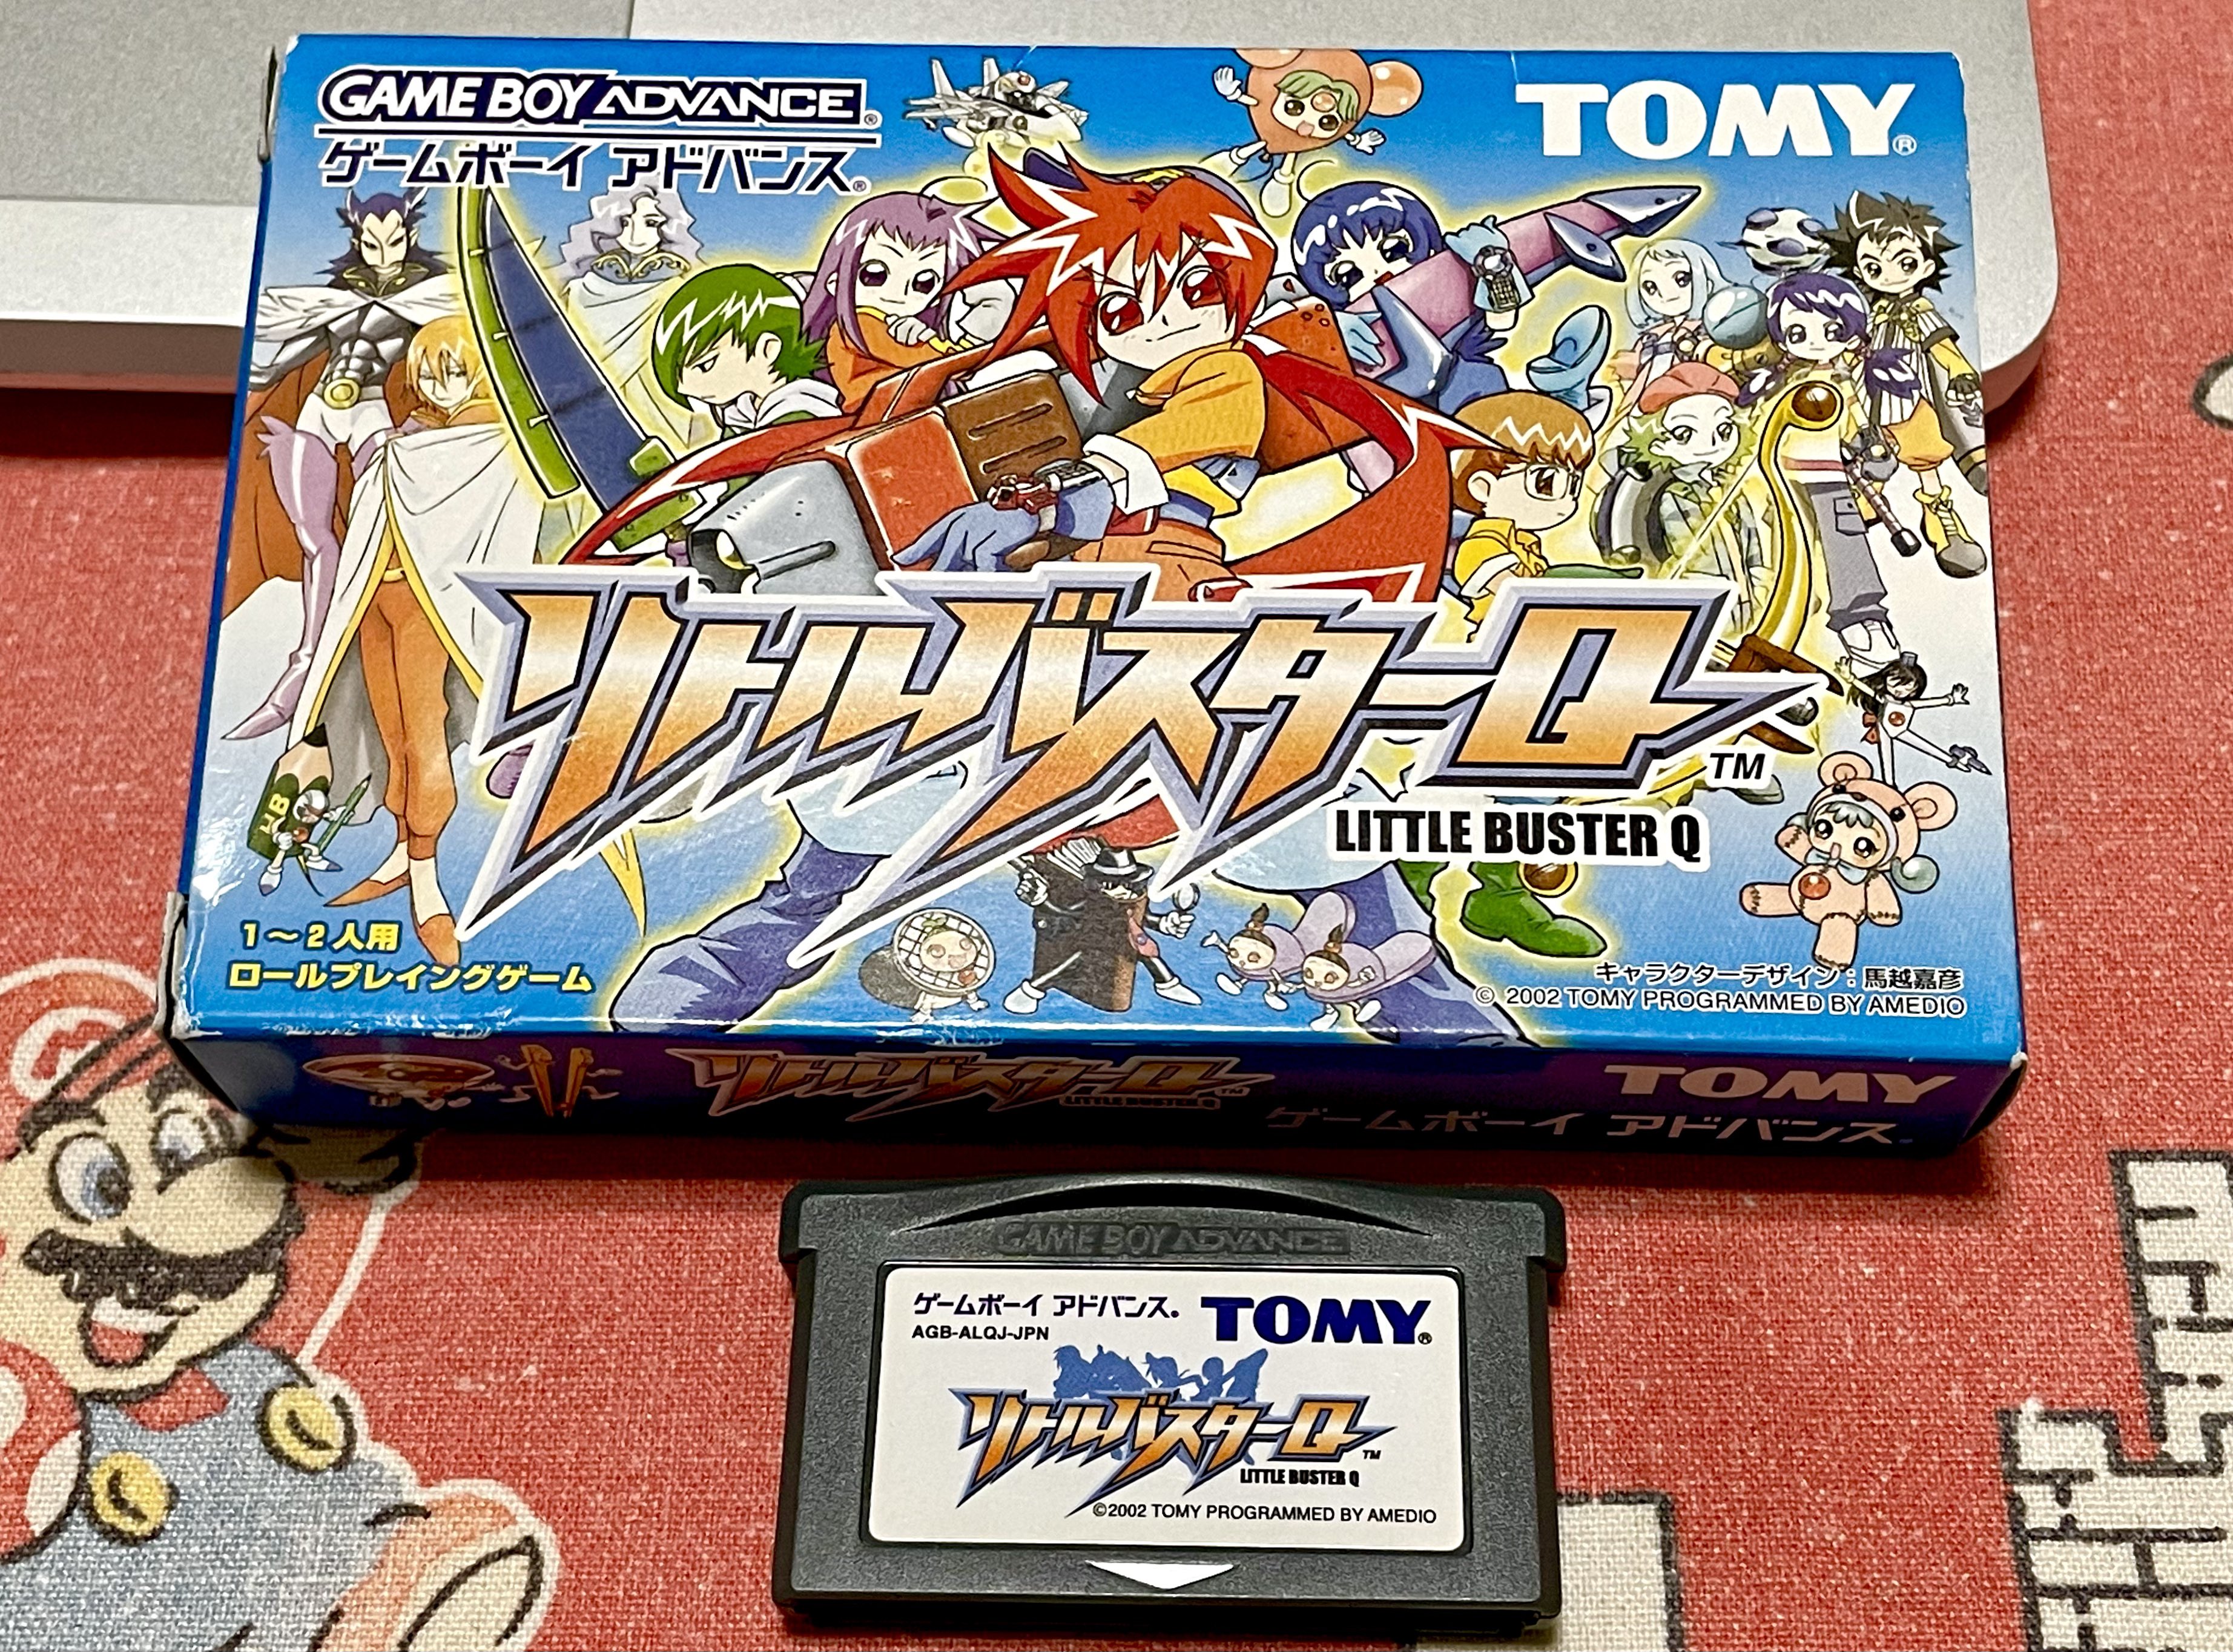 GAME BOY ADVANCE®
ゲームボーイ アドバンス®
TOMY®
リトルバスターQ
TM
LITTLE BUSTER Q
1〜2人用
ロールプレイングゲーム
キャラクターデザイン：馬越嘉彦
© 2002 TOMY PROGRAMMED BY AMEDIO
リトルバスターQ TM
LITTLE BUSTER Q
TOMY
ゲームボーイ アドバンス®
GAME BOY ADVANCE
ゲームボーイ アドバンス®
AGB-ALQJ-JPN
TOMY®
リトルバスターQ
TM
LITTLE BUSTER Q
©2002 TOMY PROGRAMMED BY AMEDIO